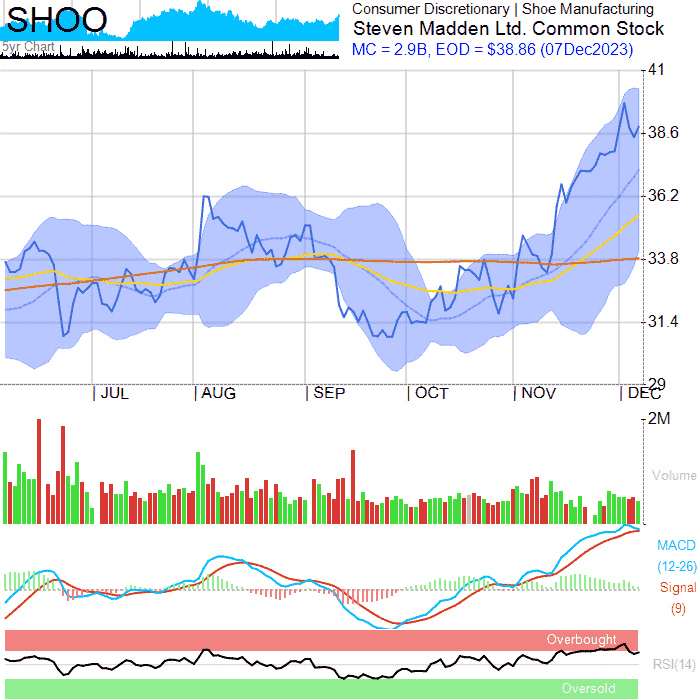 SHOO
5yr Chart
Consumer Discretionary | Shoe Manufacturing
Steven Madden Ltd. Common Stock
MC = 2.9B, EOD = $38.86 (07Dec2023)
41
38.6
36.2
33.8
31.4
29
| JUL | AUG | SEP | OCT | NOV | DEC
2M
Volume
MACD
(12-26)
Signal
(9)
Overbought
RSI(14)
Oversold